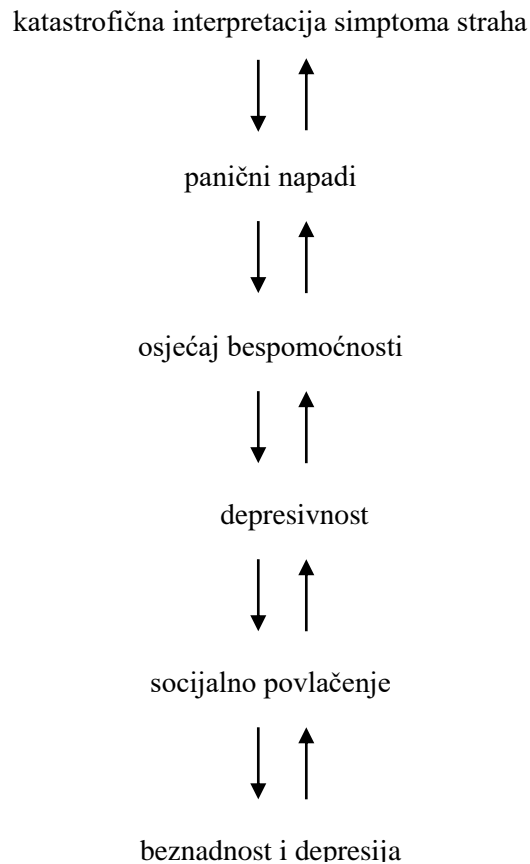 katastrofična interpretacija simptoma straha
panični napadi
osjećaj bespomoćnosti
depresivnost
socijalno povlačenje
beznadnost i depresija